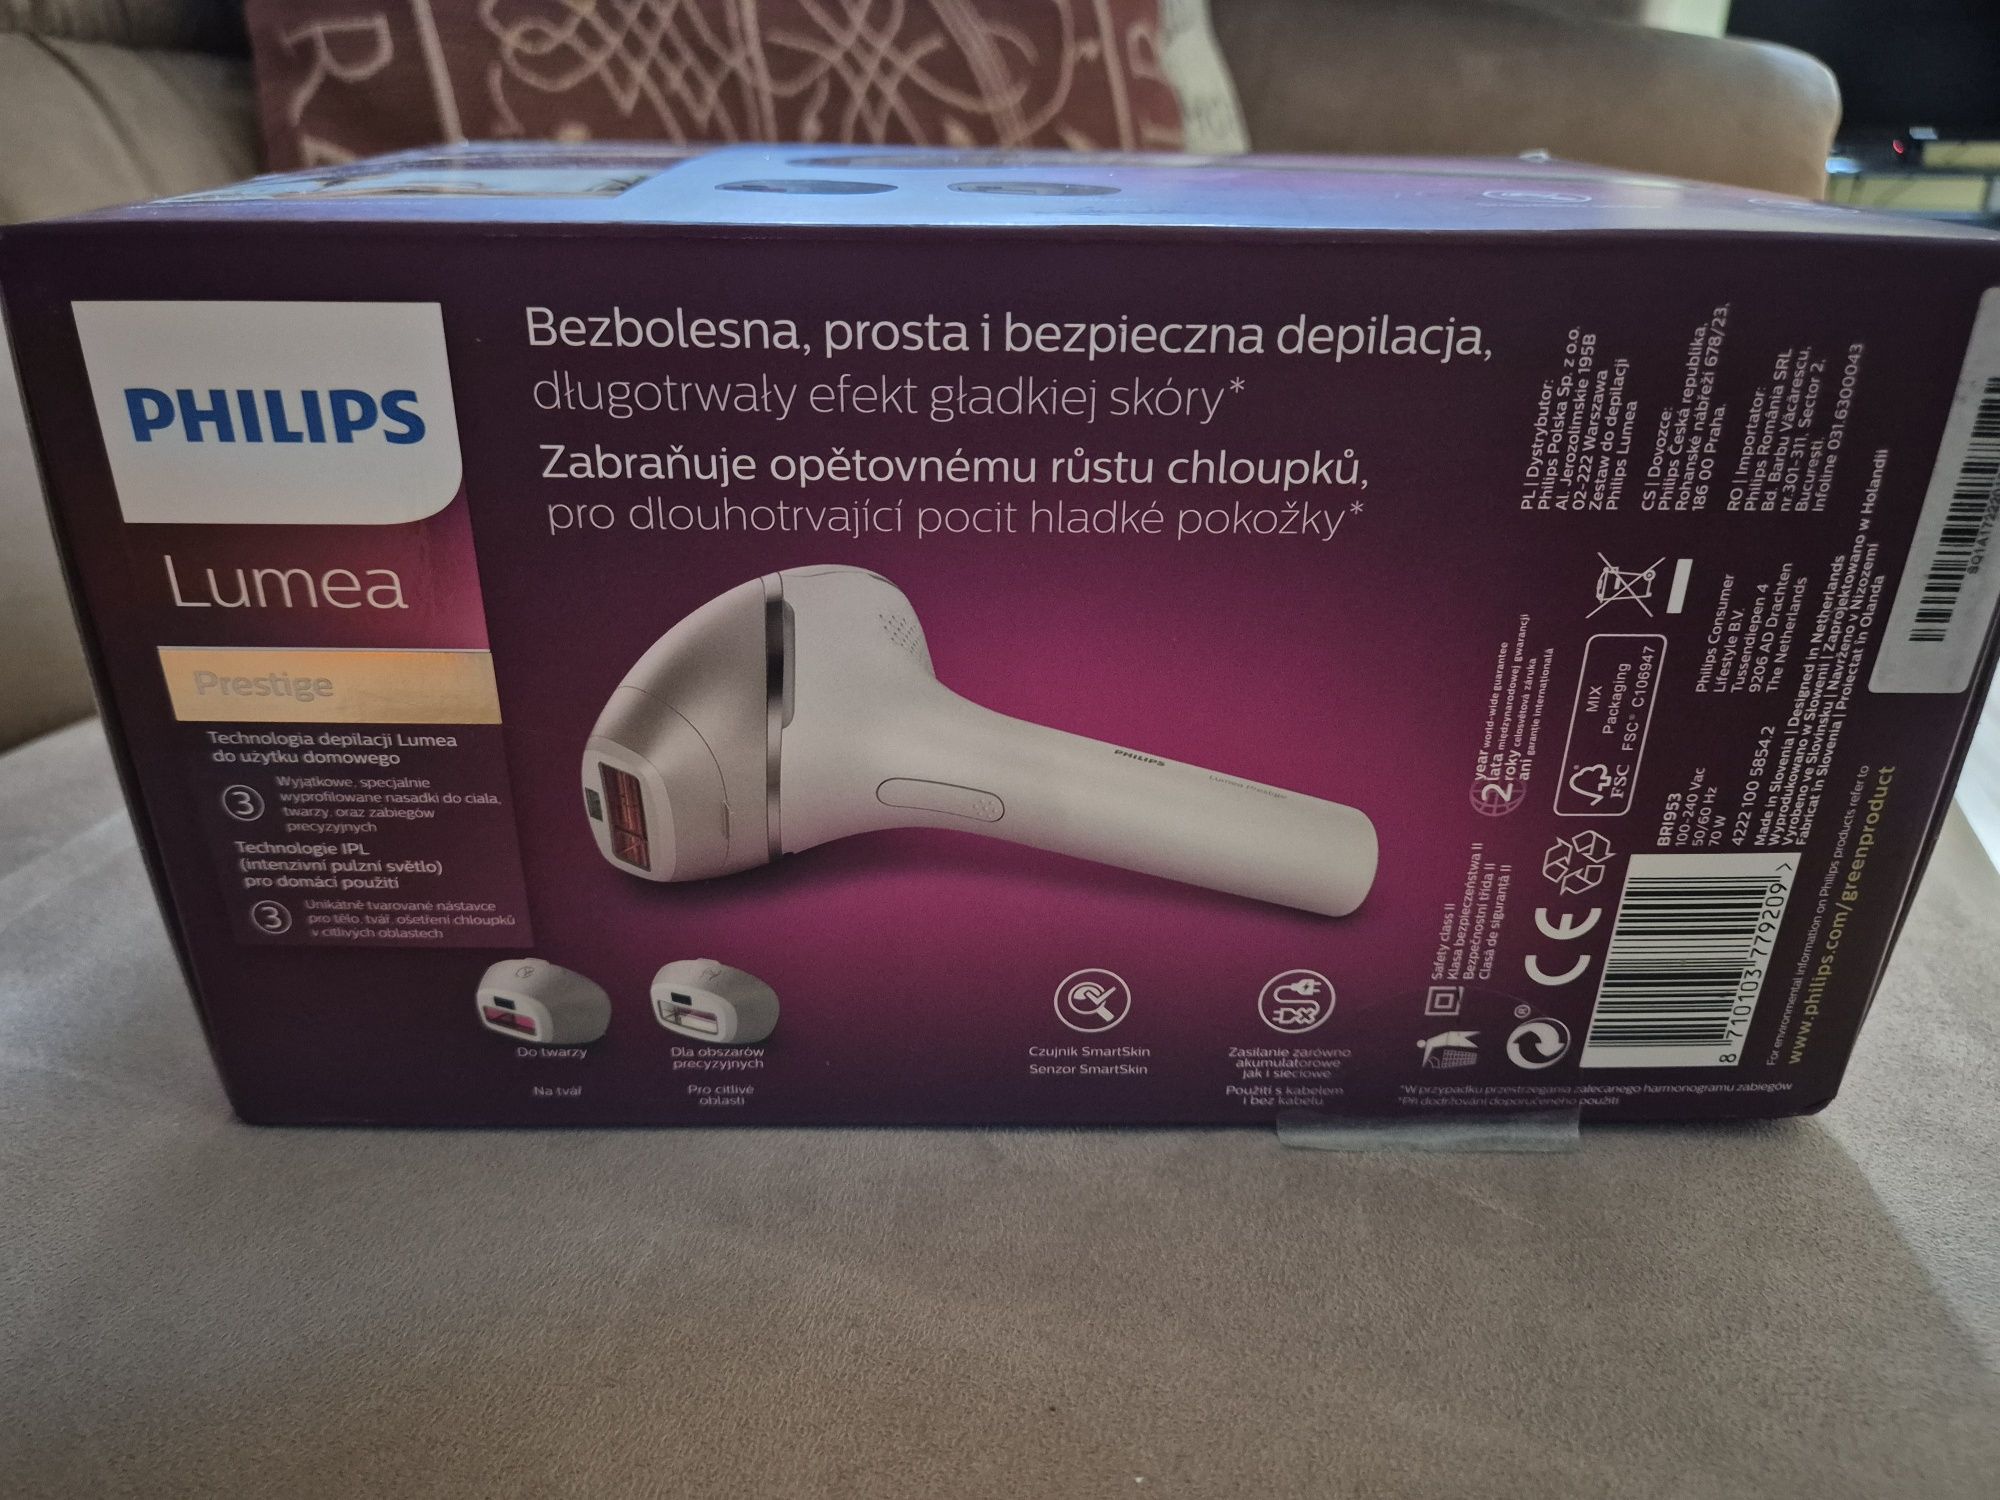 PHILIPS
Lumea
Prestige
Technologia depilacji Lumea
do użytku domowego
3
Wyjątkowe, specjalnie
wyprofilowane nasadki do ciała,
twarzy, oraz zabiegów
precyzyjnych
Technologie IPL
(intenzivní pulzní světlo)
pro domácí použití
3
Unikátně tvarované nástavce
pro tělo, tvář, ošetření chloupků
v citlivých oblastech
Bezbolesna, prosta i bezpieczna depilacja,
długotrwały efekt gładkiej skóry*
Zabraňuje opětovnému růstu chloupků,
pro dlouhotrvající pocit hladké pokožky*
PHILIPS
Lumea Prestige
Do twarzy
Na tvář
Dla obszarów
precyzyjnych
Pro citlivé
oblasti
Czujnik SmartSkin
Senzor SmartSkin
Zasilanie zarówno
akumulatorowe
jak i sieciowe
Použití s kabelem
i bez kabelu
PL | Dystrybutor:
Philips Polska Sp. z o.o.
Al. Jerozolimskie 195B
02-222 Warszawa
Zestaw do depilacji
Philips Lumea
CS | Dovozce:
Philips Česká republika,
Rohanské nábřeží 678/23,
186 00 Praha.
RO | Importator:
Philips România SRL
Bd. Barbu Văcărescu,
nr.301-311, Sector 2,
Bucureşti.
Infoline 031.6300043
2
year world-wide guarantee
lata międzynarodowej gwarancji
roky celosvětová záruka
ani garanţie internaţională
MIX
Packaging
FSC
FSC® C106947
Philips Consumer
Lifestyle B.V.
Tussendiepen 4
9206 AD Drachten
The Netherlands
BRI953
100-240 Vac
50/60 Hz
70 W
4222 100 5854.2
Made in Slovenia | Designed in Netherlands
Wyprodukowano w Słowenii | Zaprojektowano w Holandii
Vyrobeno ve Slovinsku | Navrženo v Nizozemí
Fabricat în Slovenia | Proiectat în Olanda
Safety class II
Klasa bezpieczeństwa II
Bezpečnostní třída II
Clasă de siguranţă II
CE
®
8 710103 779209 >
For environmental information on Philips products refer to
www.philips.com/greenproduct
*W przypadku przestrzegania zalecanego harmonogramu zabiegów
*Při dodržování doporučeného použití